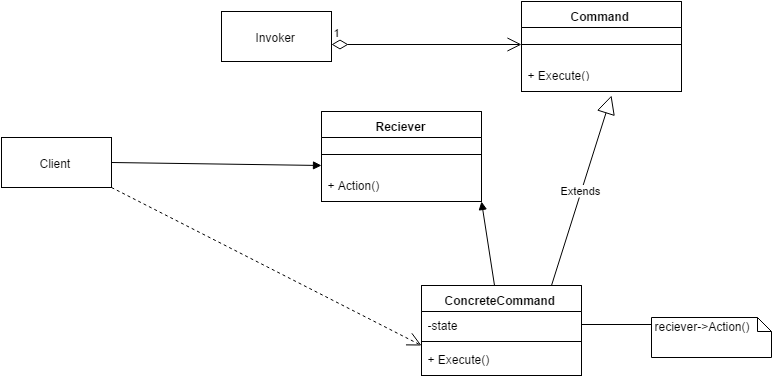 Command
Invoker
1
+ Execute()
Reciever
Client
+ Action()
Extends
ConcreteCommand
-state
reciever->Action()
+ Execute()